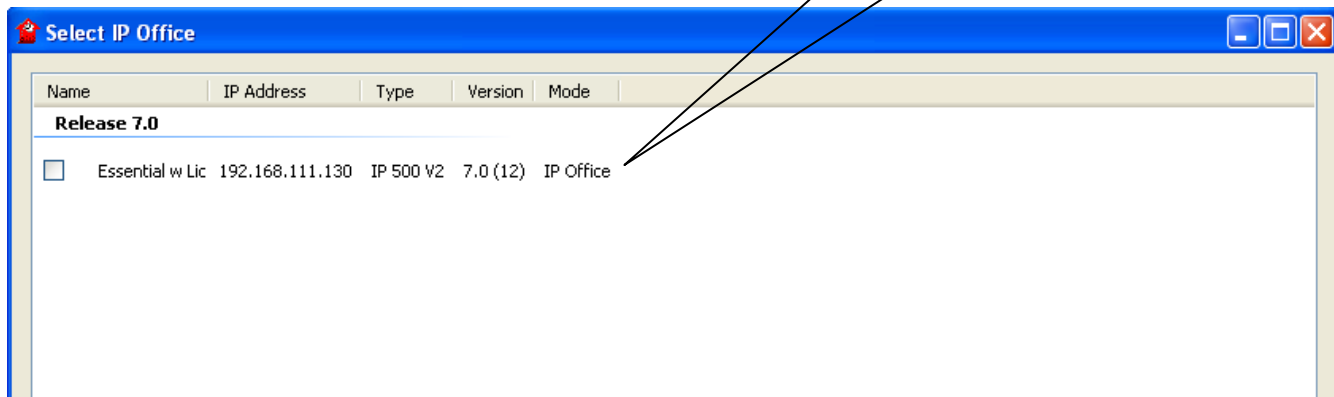 Select IP Office
Name IP Address Type Version Mode
Release 7.0
Essential w Lic 192.168.111.130 IP 500 V2 7.0 (12) IP Office